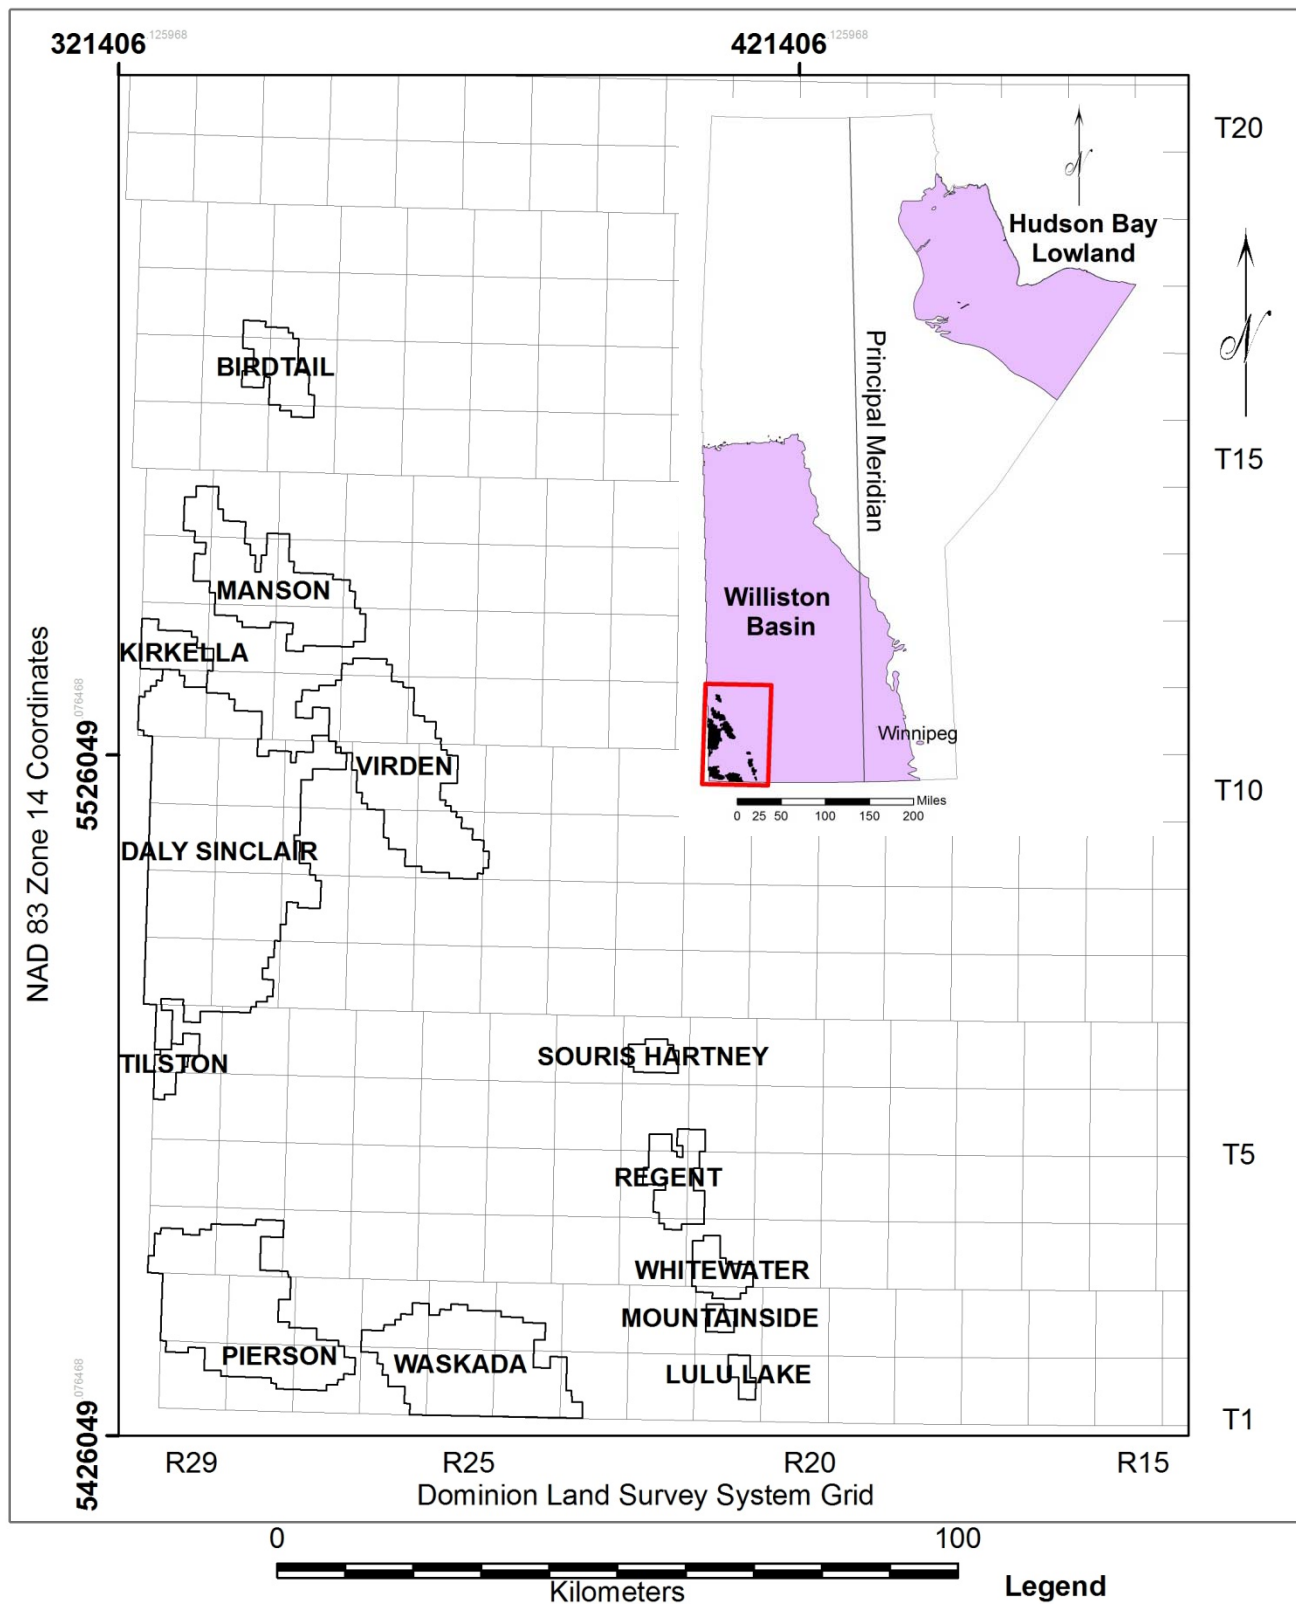 321406 .125968
421406 .125968
T20
Hudson Bay
Lowland
BIRDTAIL
Principal Meridian
T15
MANSON
Williston
Basin
KIRKELLA
NAD 83 Zone 14 Coordinates
5526049 .076468
VIRDEN
Winnipeg
T10
Miles
0 25 50 100 150 200
DALY SINCLAIR
SOURIS HARTNEY
TILSTON
T5
REGENT
WHITEWATER
MOUNTAINSIDE
PIERSON
WASKADA
LULU LAKE
5426049 .076468
T1
R29 R25 R20 R15
Dominion Land Survey System Grid
0 100
Kilometers
Legend